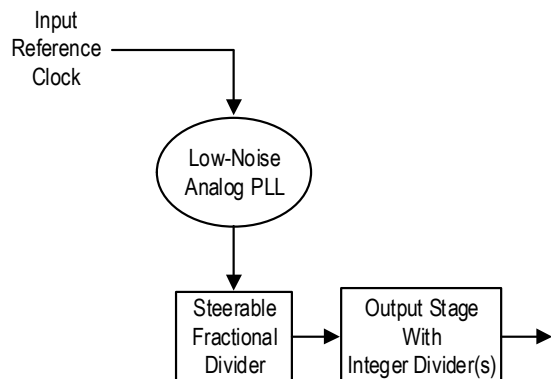 Input
Reference
Clock
Low-Noise
Analog PLL
Steerable
Fractional
Divider
Output Stage
With
Integer Divider(s)